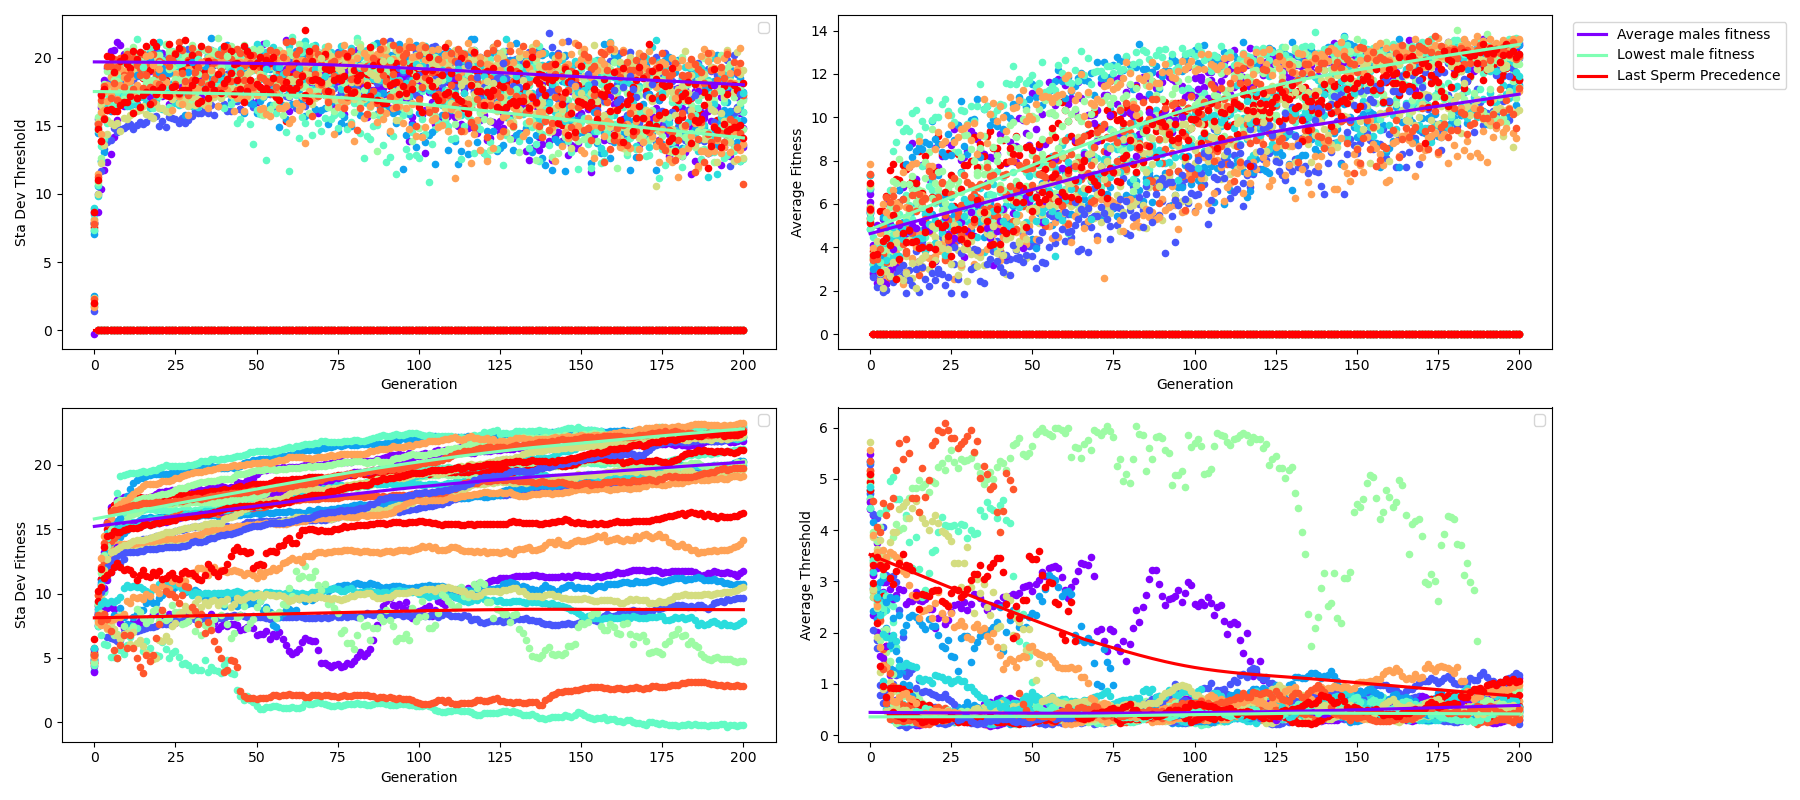 Sta Dev Threshold
20
15
10
5
0
0 25 50 75 100 125 150 175 200
Generation
Average Fitness
14
12
10
8
6
4
2
0
0 25 50 75 100 125 150 175 200
Generation
Average males fitness
Lowest male fitness
Last Sperm Precedence
Sta Dev Fitness
20
15
10
5
0
0 25 50 75 100 125 150 175 200
Generation
Average Threshold
6
5
4
3
2
1
0
0 25 50 75 100 125 150 175 200
Generation